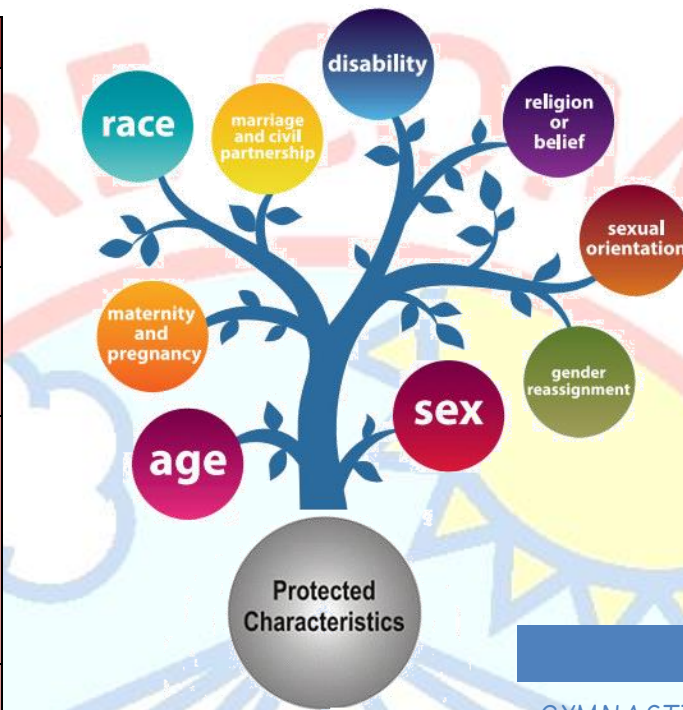 disability
race
marriage
and civil
partnership
religion
or
belief
sexual
orientation
maternity
and
pregnancy
gender
reassignment
sex
age
Protected
Characteristics